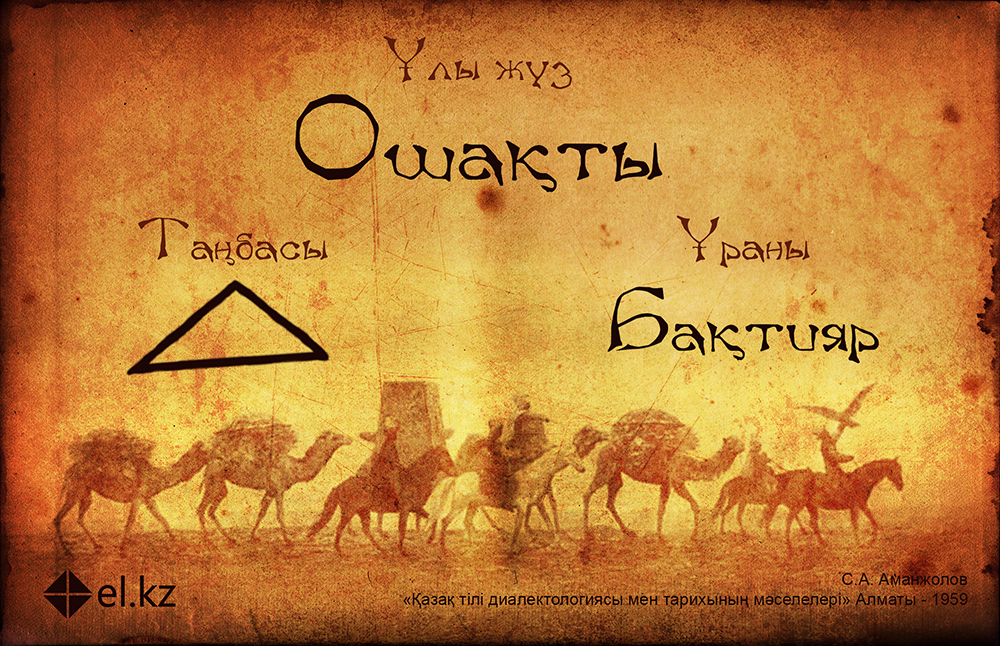 Ұлы жүз
Ошақты
Таңбасы
Ұраны
Бақтияр
el.kz
С.А. Аманжолов
«Қазақ тілі диалектологиясы мен тарихының мәселелері» Алматы - 1959